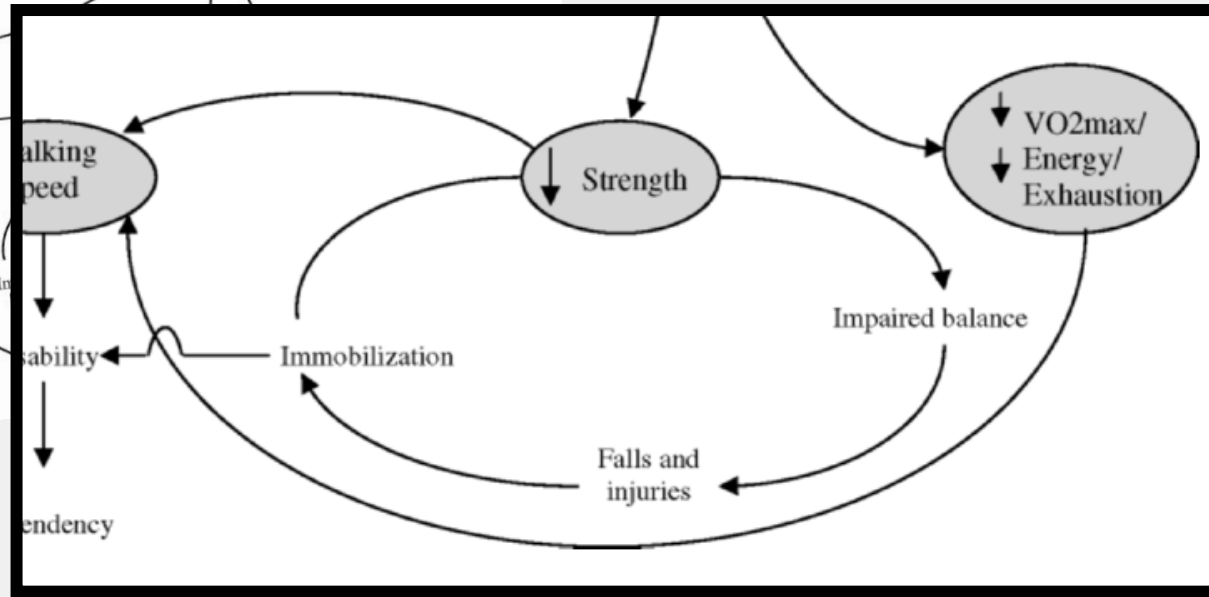 alking
peed
Strength
VO2max/
Energy/
Exhaustion
Impaired balance
sability
Immobilization
Falls and
injuries
endency